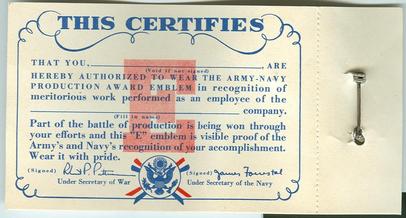 THIS CERTIFIES
THAT YOU, , ARE
(Void if not signed)
HEREBY AUTHORIZED TO WEAR THE ARMY-NAVY
PRODUCTION AWARD EMBLEM in recognition of
meritorious work performed as an employee of the
company.
(Fill in name)
Part of the battle of production is being won through
your efforts and this "E" emblem is visible proof of the
Army's and Navy's recognition of your accomplishment.
Wear it with pride.
(Signed) (Signed) James Forrestal
Under Secretary of War Under Secretary of the Navy
E